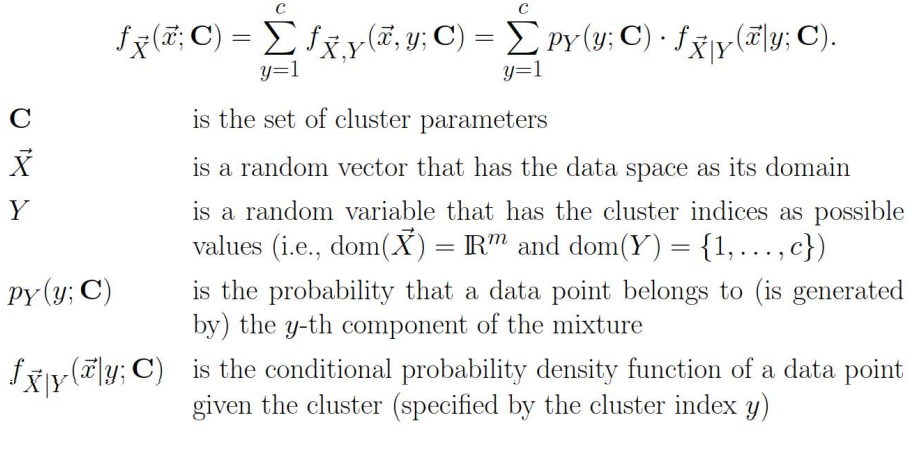 f_{\vec{X}}(\vec{x}; \mathbf{C}) = \sum_{y=1}^{c} f_{\vec{X},Y}(\vec{x}, y; \mathbf{C}) = \sum_{y=1}^{c} p_Y(y; \mathbf{C}) \cdot f_{\vec{X}|Y}(\vec{x}|y; \mathbf{C}).
\mathbf{C} is the set of cluster parameters
\vec{X} is a random vector that has the data space as its domain
Y is a random variable that has the cluster indices as possible
values (i.e., dom(\vec{X}) = \mathbb{R}^m and dom(Y) = {1, . . . , c})
p_Y(y; \mathbf{C}) is the probability that a data point belongs to (is generated
by) the y-th component of the mixture
f_{\vec{X}|Y}(\vec{x}|y; \mathbf{C}) is the conditional probability density function of a data point
given the cluster (specified by the cluster index y)